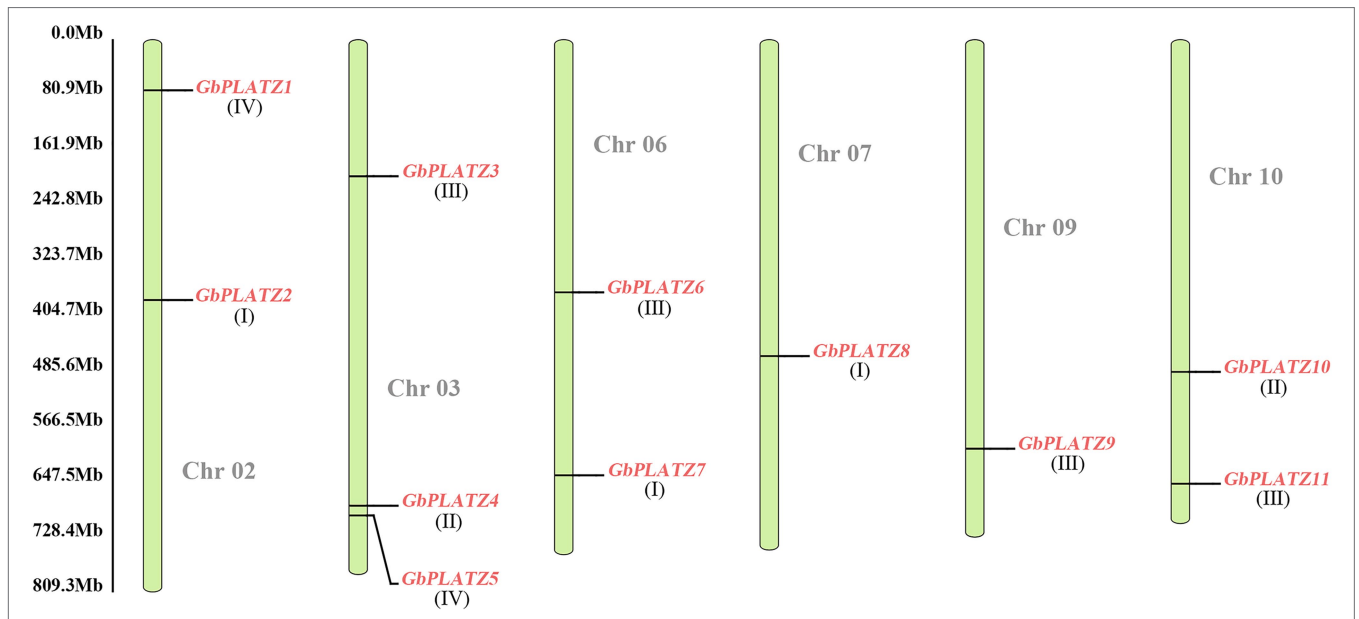 0.0Mb
80.9Mb
161.9Mb
242.8Mb
323.7Mb
404.7Mb
485.6Mb
566.5Mb
647.5Mb
728.4Mb
809.3Mb
GbPLATZ1
(IV)
GbPLATZ2
(I)
Chr 02
GbPLATZ3
(III)
Chr 03
GbPLATZ4
(II)
GbPLATZ5
(IV)
Chr 06
GbPLATZ6
(III)
GbPLATZ7
(I)
Chr 07
GbPLATZ8
(I)
Chr 09
GbPLATZ9
(III)
Chr 10
GbPLATZ10
(II)
GbPLATZ11
(III)